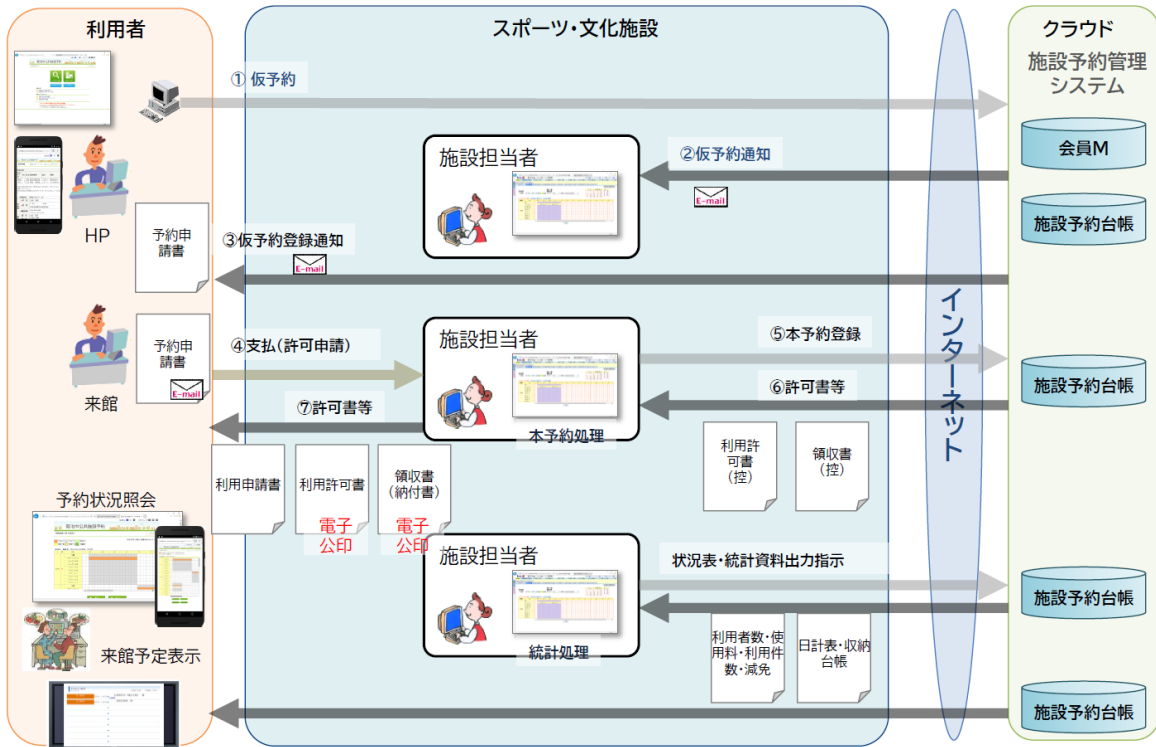 利用者
スポーツ・文化施設
クラウド
施設予約管理
システム
① 仮予約
会員M
施設担当者
②仮予約通知
E-mail
施設予約台帳
HP
予約申
請書
③仮予約登録通知
E-mail
インターネット
来館
予約申
請書
E-mail
④支払(許可申請)
施設担当者
本予約処理
⑤本予約登録
⑥許可書等
施設予約台帳
⑦許可書等
利用申請書
利用許可書
電子
公印
領収書
(納付書)
電子
公印
利用許
可書
(控)
領収書
(控)
予約状況照会
施設担当者
統計処理
状況表・統計資料出力指示
施設予約台帳
利用者数・使
用料・利用件
数・減免
日計表・収納
台帳
来館予定表示
施設予約台帳